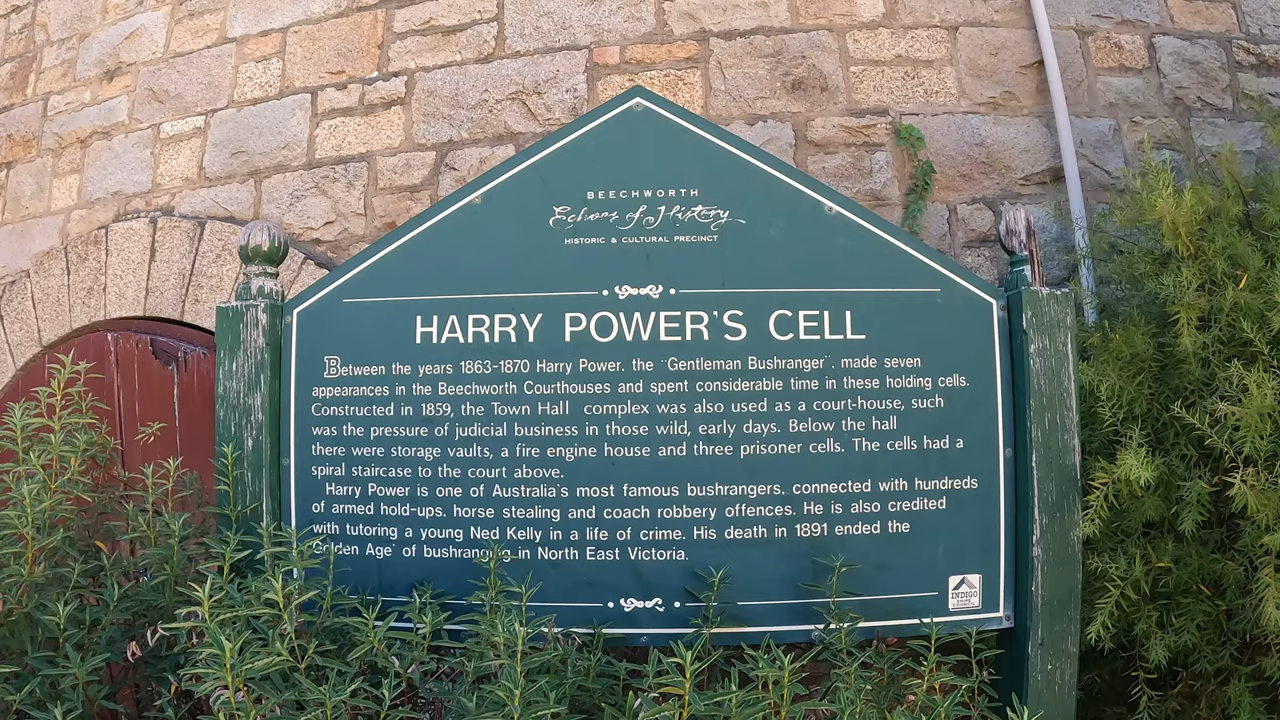 BEECHWORTH
Echoes of History
HISTORIC & CULTURAL PRECINCT
HARRY POWER'S CELL
Between the years 1863-1870 Harry Power. the "Gentleman Bushranger". made seven
appearances in the Beechworth Courthouses and spent considerable time in these holding cells.
Constructed in 1859, the Town Hall complex was also used as a court-house, such
was the pressure of judicial business in those wild, early days. Below the hall
there were storage vaults, a fire engine house and three prisoner cells. The cells had a
spiral staircase to the court above.
Harry Power is one of Australia's most famous bushrangers. connected with hundreds
of armed hold-ups. horse stealing and coach robbery offences. He is also credited
with tutoring a young Ned Kelly in a life of crime. His death in 1891 ended the
'Golden Age' of bushranging in North East Victoria.
INDIGO
SHIRE
COUNCIL